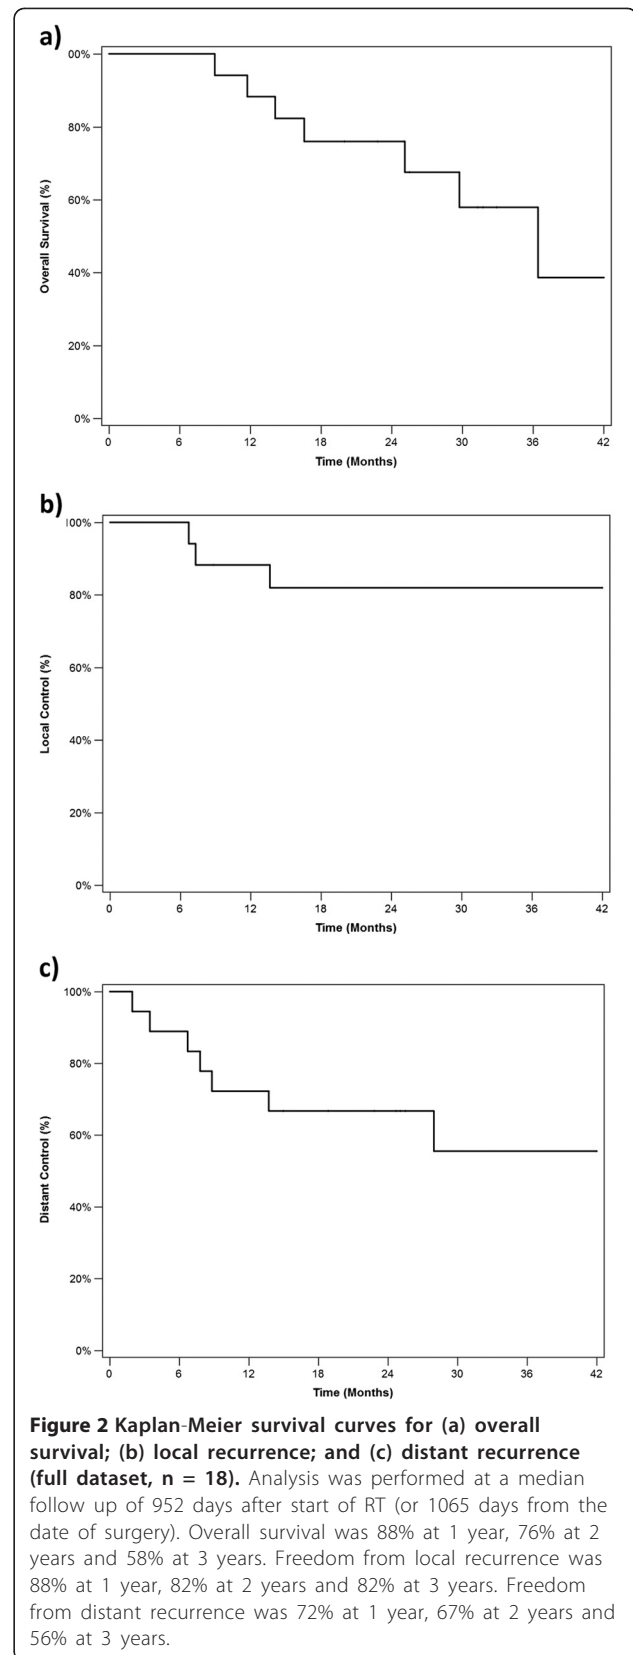 a)
00%
80%
60%
40%
20%
0%
Overall Survival (%)
0 6 12 18 24 30 36 42
Time (Months)
b)
100%
80%
60%
40%
20%
0%
Local Control (%)
0 6 12 18 24 30 36 42
Time (Months)
c)
100%
80%
60%
40%
20%
0%
Distant Control (%)
0 6 12 18 24 30 36 42
Time (Months)
Figure 2 Kaplan-Meier survival curves for (a) overall
survival; (b) local recurrence; and (c) distant recurrence
(full dataset, n = 18). Analysis was performed at a median
follow up of 952 days after start of RT (or 1065 days from the
date of surgery). Overall survival was 88% at 1 year, 76% at 2
years and 58% at 3 years. Freedom from local recurrence was
88% at 1 year, 82% at 2 years and 82% at 3 years. Freedom
from distant recurrence was 72% at 1 year, 67% at 2 years and
56% at 3 years.